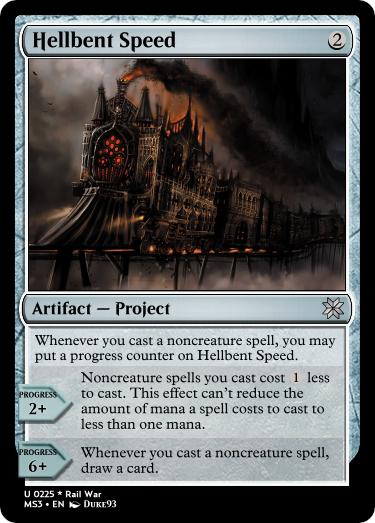 Hellbent Speed 2
Artifact — Project
Whenever you cast a noncreature spell, you may
put a progress counter on Hellbent Speed.
PROGRESS
2+
Noncreature spells you cast cost 1 less
to cast. This effect can't reduce the
amount of mana a spell costs to cast to
less than one mana.
PROGRESS
6+
Whenever you cast a noncreature spell,
draw a card.
U 0225 * Rail War
MS3 • EN Duke93